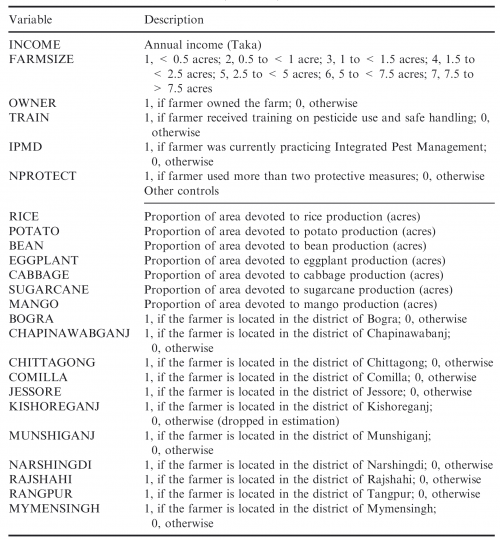 Variable Description
INCOME Annual income (Taka)
FARMSIZE 1, < 0.5 acres; 2, 0.5 to < 1 acre; 3, 1 to < 1.5 acres; 4, 1.5 to
< 2.5 acres; 5, 2.5 to < 5 acres; 6, 5 to < 7.5 acres; 7, 7.5 to
> 7.5 acres
OWNER 1, if farmer owned the farm; 0, otherwise
TRAIN 1, if farmer received training on pesticide use and safe handling; 0,
otherwise
IPMD 1, if farmer was currently practicing Integrated Pest Management;
0, otherwise
NPROTECT 1, if farmer used more than two protective measures; 0, otherwise
Other controls
RICE Proportion of area devoted to rice production (acres)
POTATO Proportion of area devoted to potato production (acres)
BEAN Proportion of area devoted to bean production (acres)
EGGPLANT Proportion of area devoted to eggplant production (acres)
CABBAGE Proportion of area devoted to cabbage production (acres)
SUGARCANE Proportion of area devoted to sugarcane production (acres)
MANGO Proportion of area devoted to mango production (acres)
BOGRA 1, if the farmer is located in the district of Bogra; 0, otherwise
CHAPINAWABGANJ 1, if the farmer is located in the district of Chapinawabanj;
0, otherwise
CHITTAGONG 1, if the farmer is located in the district of Chittagong; 0, otherwise
COMILLA 1, if the farmer is located in the district of Comilla; 0, otherwise
JESSORE 1, if the farmer is located in the district of Jessore; 0, otherwise
KISHOREGANJ 1, if the farmer is located in the district of Kishoreganj;
0, otherwise (dropped in estimation)
MUNSHIGANJ 1, if the farmer is located in the district of Munshiganj;
0, otherwise
NARSHINGDI 1, if the farmer is located in the district of Narshingdi; 0, otherwise
RAJSHAHI 1, if the farmer is located in the district of Rajshahi; 0, otherwise
RANGPUR 1, if the farmer is located in the district of Tangpur; 0, otherwise
MYMENSINGH 1, if the farmer is located in the district of Mymensingh;
0, otherwise